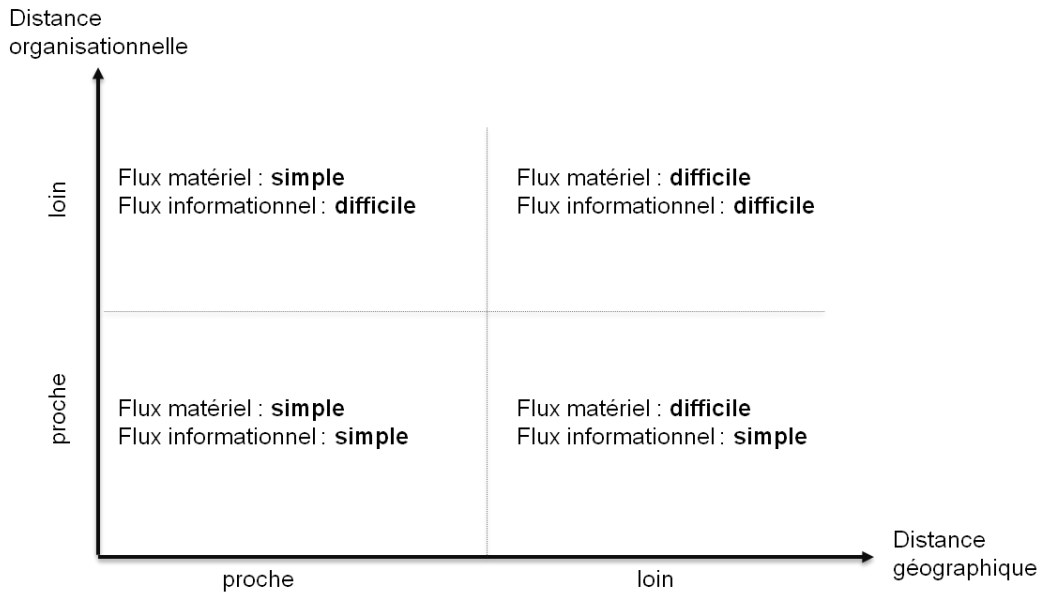 Distance
organisationnelle
loin
Flux matériel : simple
Flux informationnel : difficile
Flux matériel : difficile
Flux informationnel : difficile
proche
Flux matériel : simple
Flux informationnel : simple
Flux matériel : difficile
Flux informationnel : simple
Distance
géographique
proche
loin